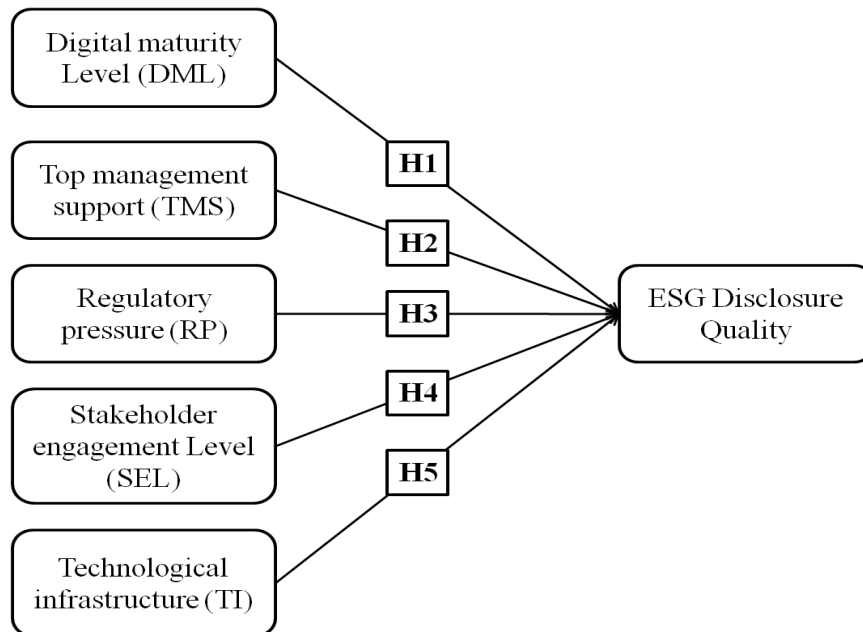 Digital maturity
Level (DML)
H1
Top management
support (TMS)
H2
Regulatory
pressure (RP)
H3
ESG Disclosure
Quality
Stakeholder
engagement Level
(SEL)
H4
Technological
infrastructure (TI)
H5